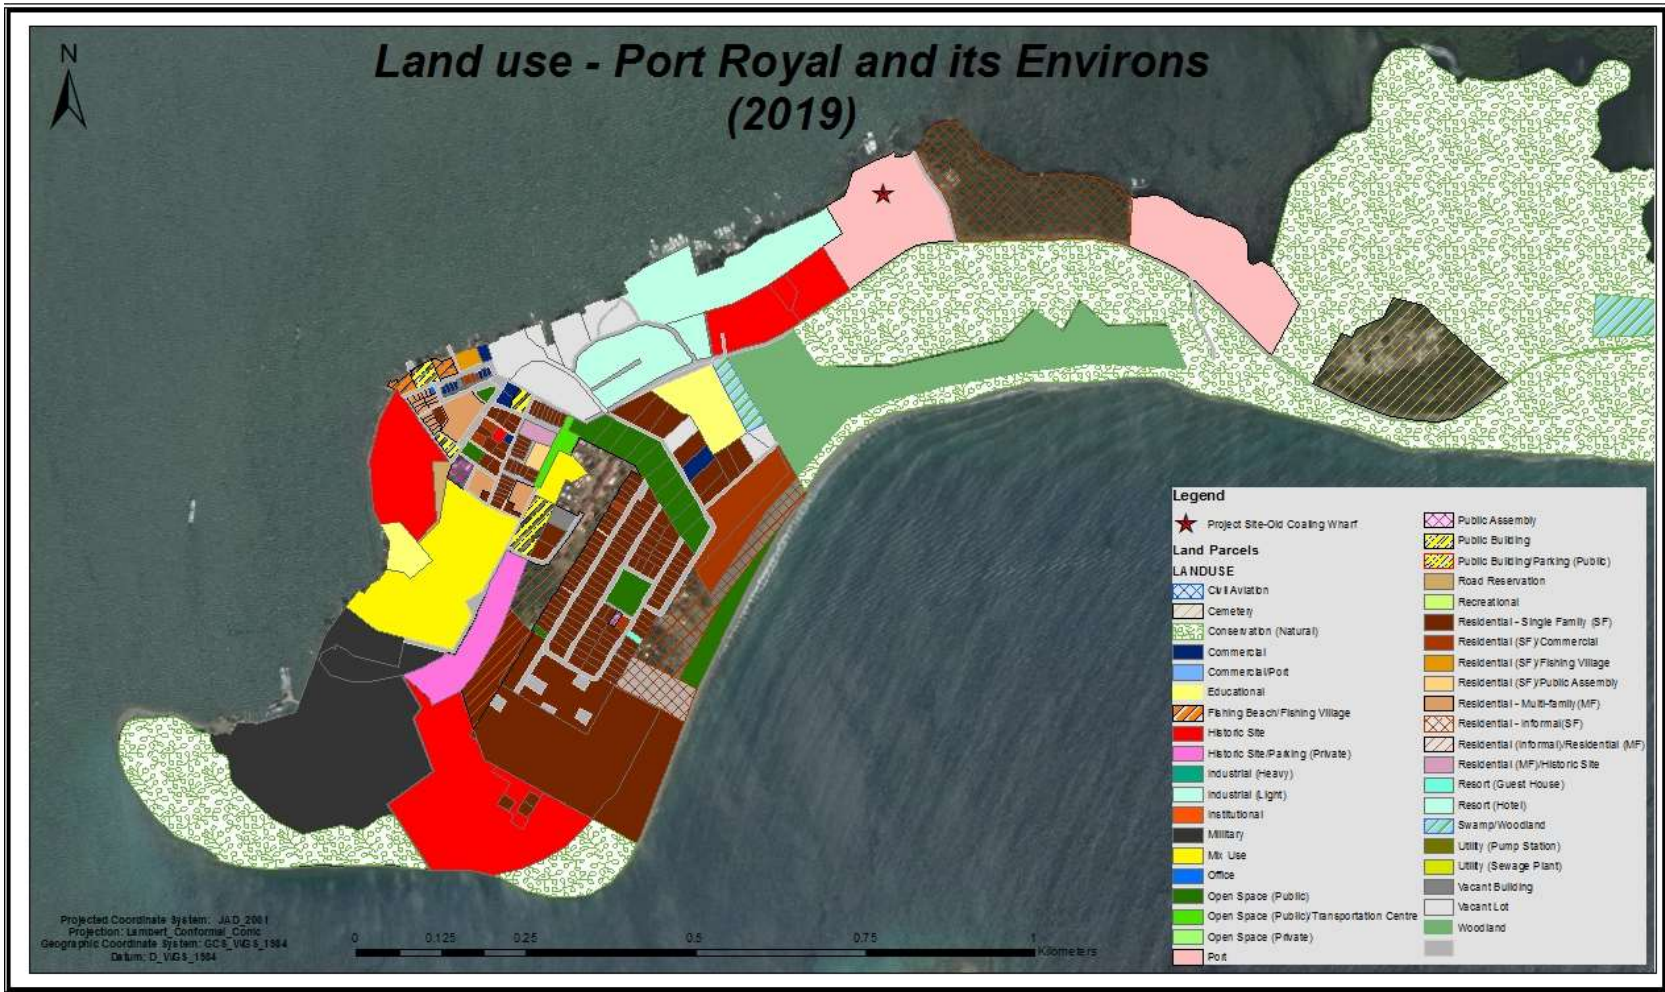 N
Land use - Port Royal and its Environs
(2019)
Legend
Project Site-Old Coaling Wharf
Land Parcels
LANDUSE
Civil Aviation
Cemetery
Conservation (Natural)
Commercial
Commercial/Port
Educational
Fishing Beach/Fishing Village
Historic Site
Historic Site/Parking (Private)
Industrial (Heavy)
Industrial (Light)
Institutional
Military
Mix Use
Office
Open Space (Public)
Open Space (Public)/Transportation Centre
Open Space (Private)
Port
Public Assembly
Public Building
Public Building/Parking (Public)
Road Reservation
Recreational
Residential - Single Family (SF)
Residential (SF)/Commercial
Residential (SF)/Fishing Village
Residential (SF)/Public Assembly
Residential - Multi-family(MF)
Residential - Informal(SF)
Residential (Informal)/Residential (MF)
Residential (MF)/Historic Site
Resort (Guest House)
Resort (Hotel)
Swamp/Woodland
Utility (Pump Station)
Utility (Sewage Plant)
Vacant Building
Vacant Lot
Woodland
Projected Coordinate System: JAD_2001
Projection: Lambert_Conformal_Conic
Geographic Coordinate System: GCS_WGS_1984
Datum: D_WGS_1984
0 0.125 0.25 0.5 0.75 1
Kilometers